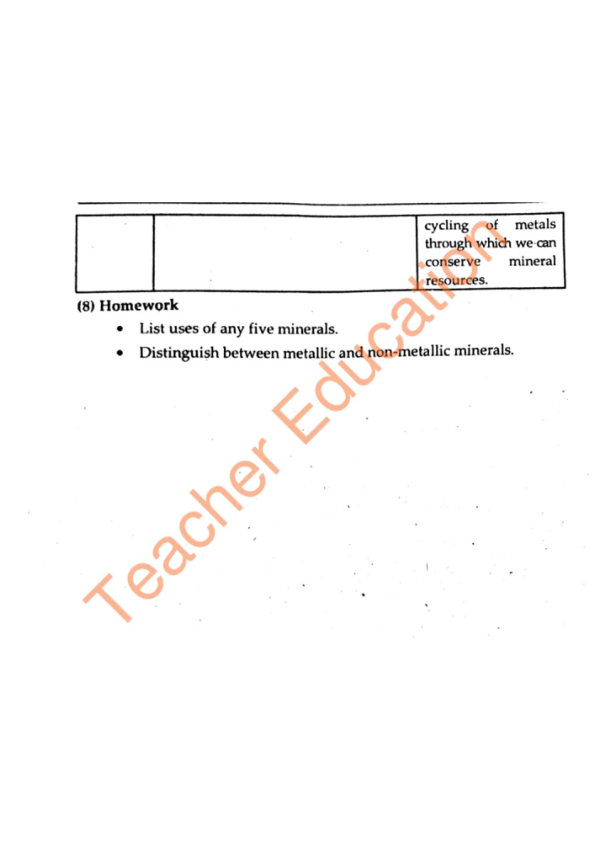 cycling of metals
through which we can
conserve mineral
resources.
(8) Homework
• List uses of any five minerals.
• Distinguish between metallic and non-metallic minerals.
Teacher Education